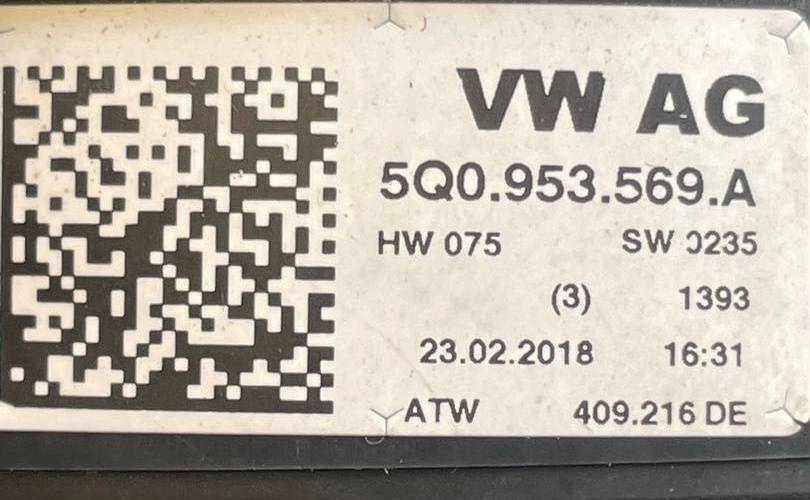 VW AG
5Q0.953.569.A
HW 075 SW 0235
(3) 1393
23.02.2018 16:31
ATW 409.216 DE